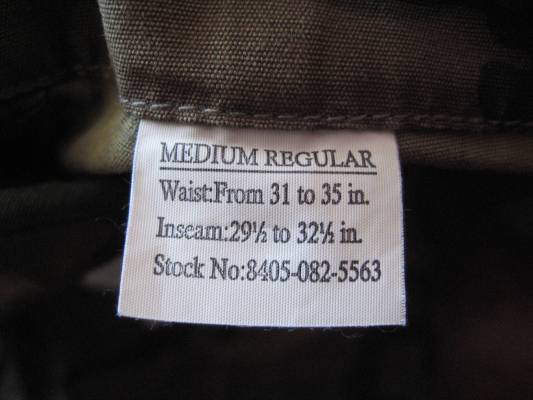 MEDIUM REGULAR
Waist:From 31 to 35 in.
Inseam:29½ to 32½ in.
Stock No:8405-082-5563